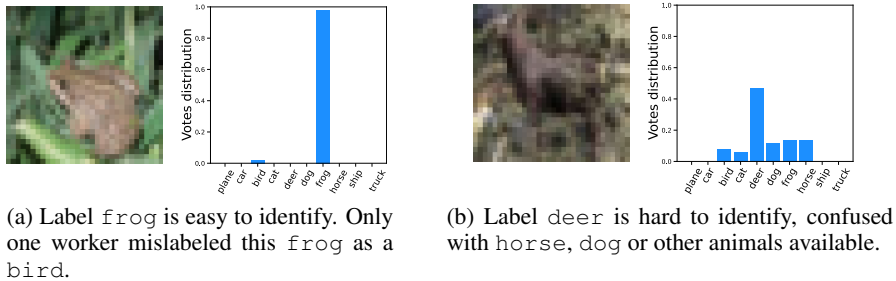 1.0
0.8
0.6
0.4
0.2
0.0
Votes distribution
plane
car
bird
cat
deer
dog
frog
horse
ship
truck
1.0
0.8
0.6
0.4
0.2
0.0
Votes distribution
plane
car
bird
cat
deer
dog
frog
horse
ship
truck
(a) Label frog is easy to identify. Only
one worker mislabeled this frog as a
bird.
(b) Label deer is hard to identify, confused
with horse, dog or other animals available.